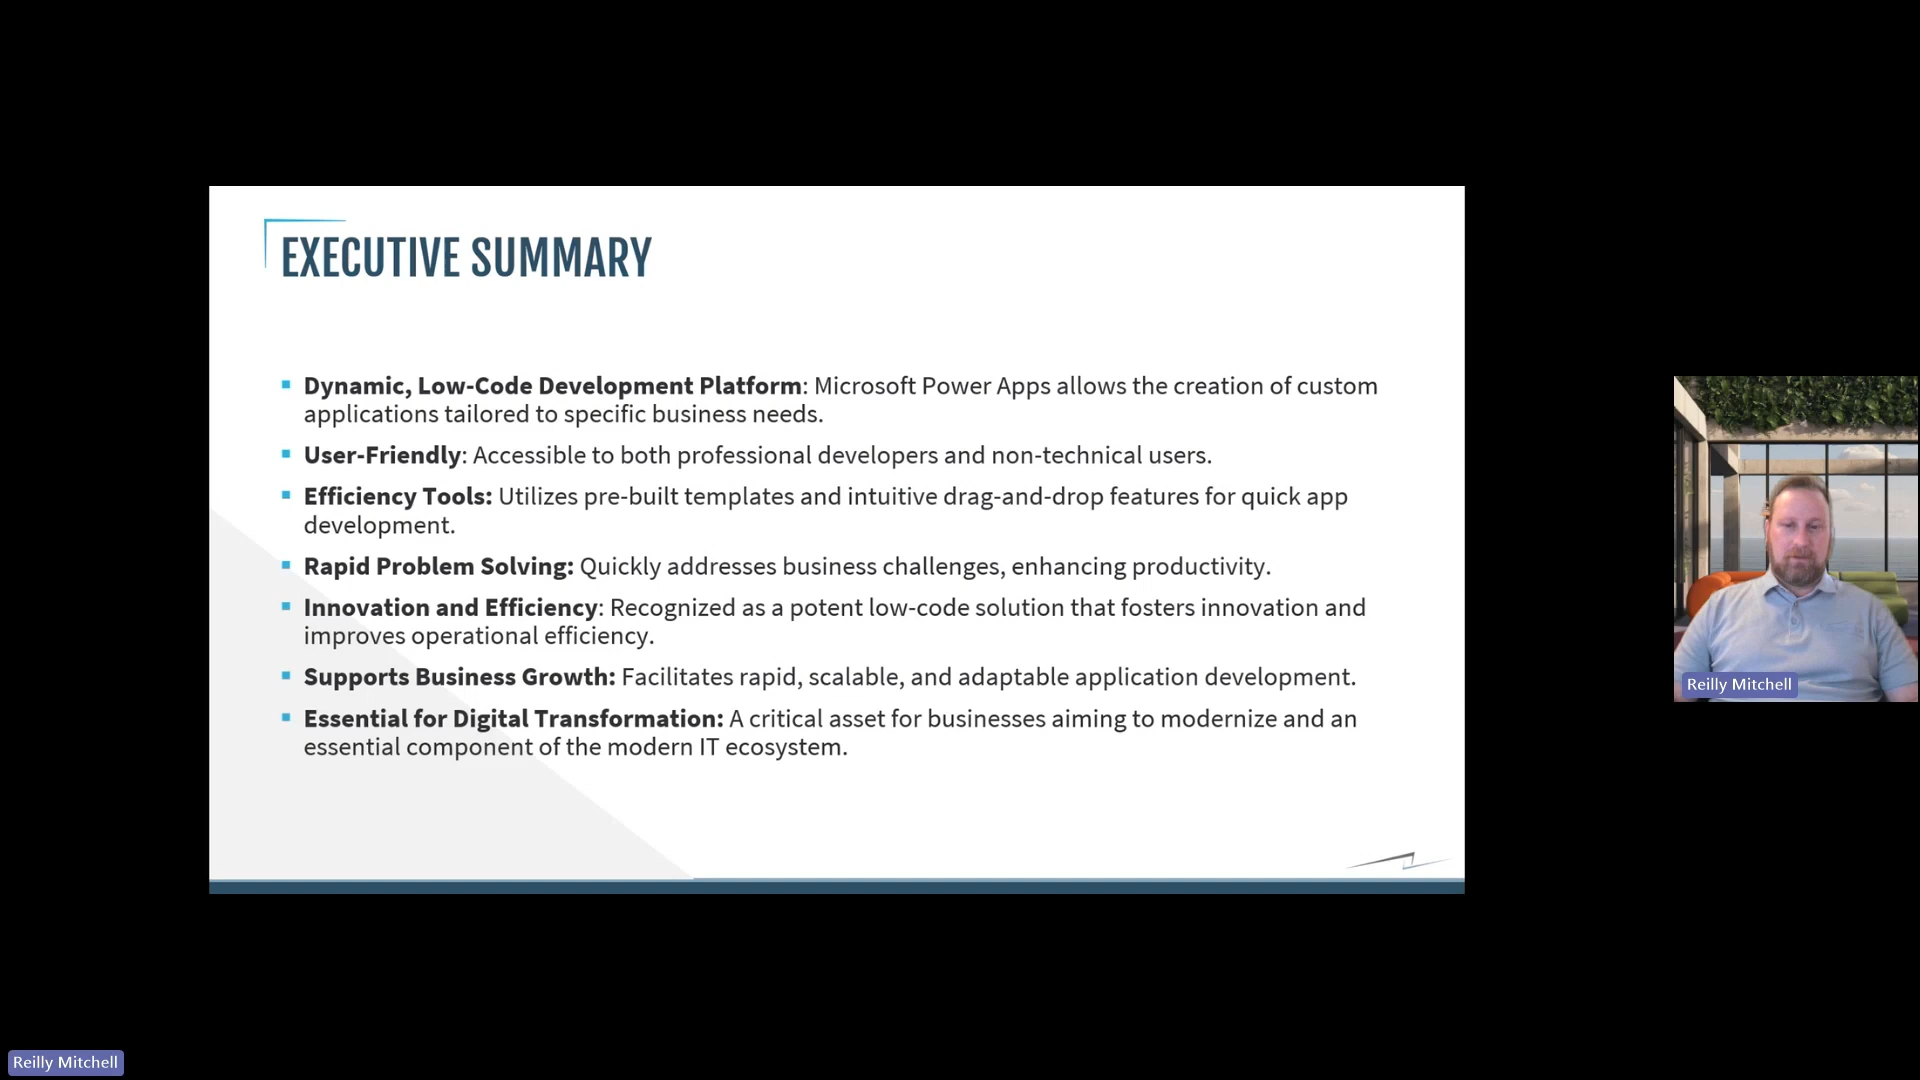 EXECUTIVE SUMMARY
Dynamic, Low-Code Development Platform: Microsoft Power Apps allows the creation of custom
applications tailored to specific business needs.
User-Friendly: Accessible to both professional developers and non-technical users.
Efficiency Tools: Utilizes pre-built templates and intuitive drag-and-drop features for quick app
development.
Rapid Problem Solving: Quickly addresses business challenges, enhancing productivity.
Innovation and Efficiency: Recognized as a potent low-code solution that fosters innovation and
improves operational efficiency.
Supports Business Growth: Facilitates rapid, scalable, and adaptable application development.
Essential for Digital Transformation: A critical asset for businesses aiming to modernize and an
essential component of the modern IT ecosystem.
Reilly Mitchell
Reilly Mitchell